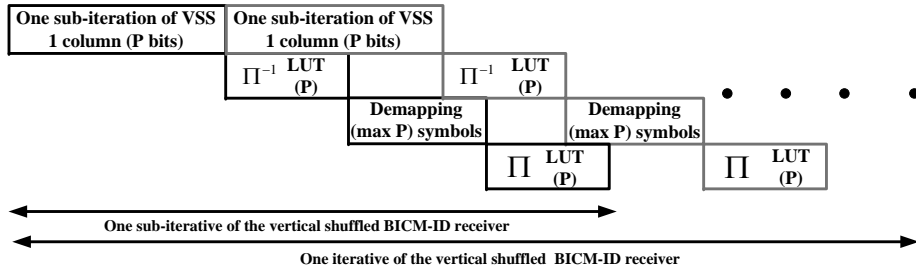 One sub-iteration of VSS
1 column (P bits)
One sub-iteration of VSS
1 column (P bits)
Π⁻¹ LUT
(P)
Π⁻¹ LUT
(P)
Demapping
(max P) symbols
Demapping
(max P) symbols
Π LUT
(P)
Π LUT
(P)
One sub-iterative of the vertical shuffled BICM-ID receiver
One iterative of the vertical shuffled BICM-ID receiver